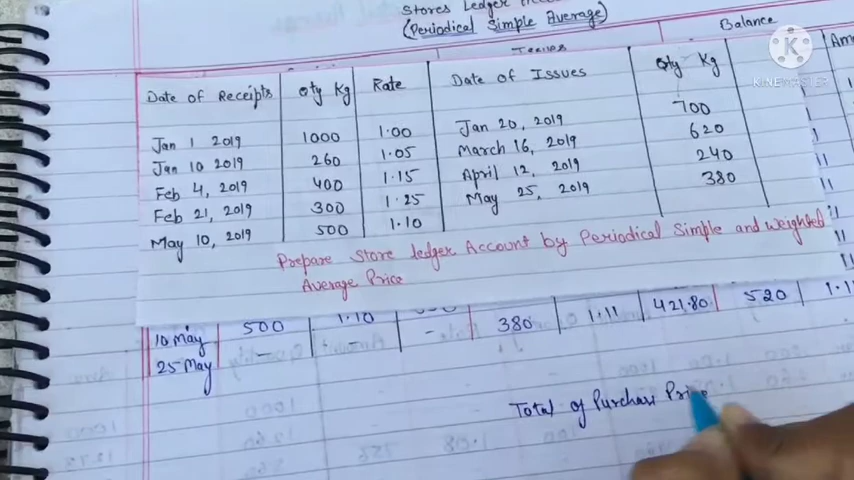 Stores Ledger
(Periodical Simple Average)
Issues
Balance
KINEMASTER
Date of Receipts Qty Kg Rate Date of Issues Qty Kg
Jan 1 2019 1000 1.00 Jan 20, 2019 700
Jan 10 2019 260 1.05 March 16, 2019 620
Feb 4, 2019 400 1.15 April 12, 2019 240
Feb 21, 2019 300 1.25 May 25, 2019 380
May 10, 2019 500 1.10
Prepare Store ledger Account by Periodical Simple and weighted
Average Price
10 May 500 1.10 - 380 1.11 421.80 520
25 May - -
Total of Purchase Price